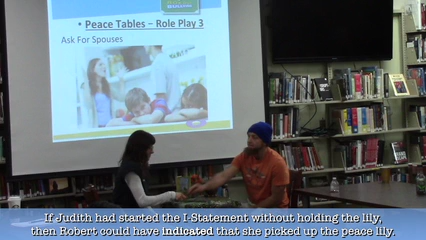 • Peace Tables – Role Play 3
Ask For Spouses
If Judith had started the I-Statement without holding the lily,
then Robert could have indicated that she picked up the peace lily.